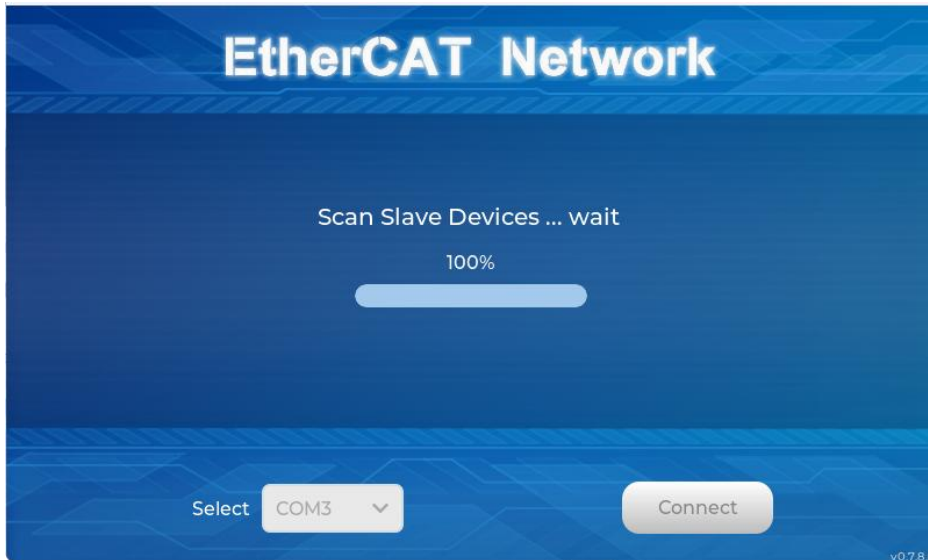 EtherCAT Network
Scan Slave Devices ... wait
100%
Select COM3 Connect
v0.7.8